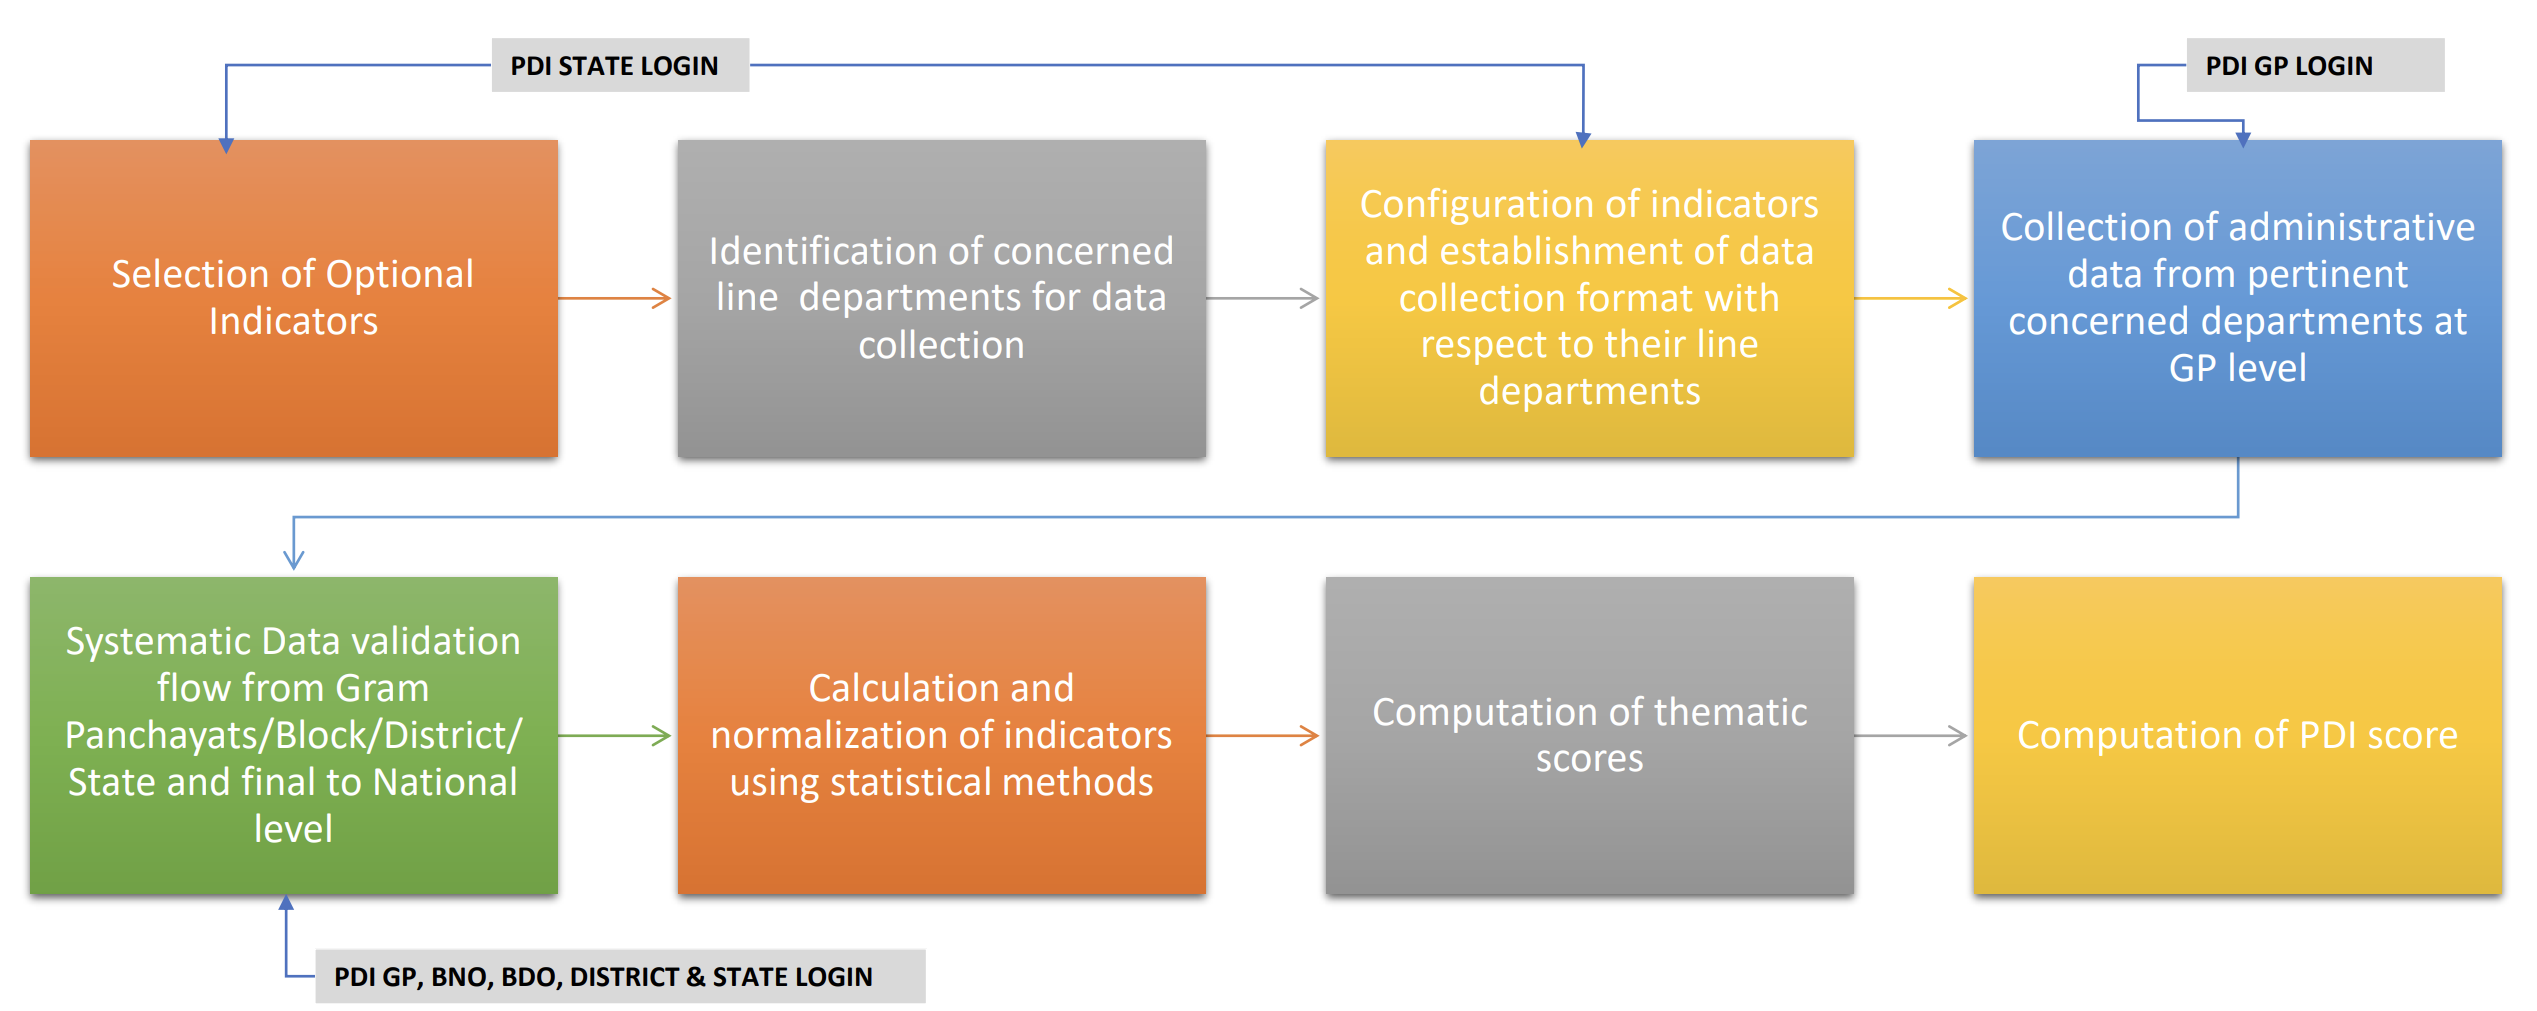 PDI STATE LOGIN
PDI GP LOGIN
Selection of Optional
Indicators
Identification of concerned
line departments for data
collection
Configuration of indicators
and establishment of data
collection format with
respect to their line
departments
Collection of administrative
data from pertinent
concerned departments at
GP level
Systematic Data validation
flow from Gram
Panchayats/Block/District/
State and final to National
level
Calculation and
normalization of indicators
using statistical methods
Computation of thematic
scores
Computation of PDI score
PDI GP, BNO, BDO, DISTRICT & STATE LOGIN